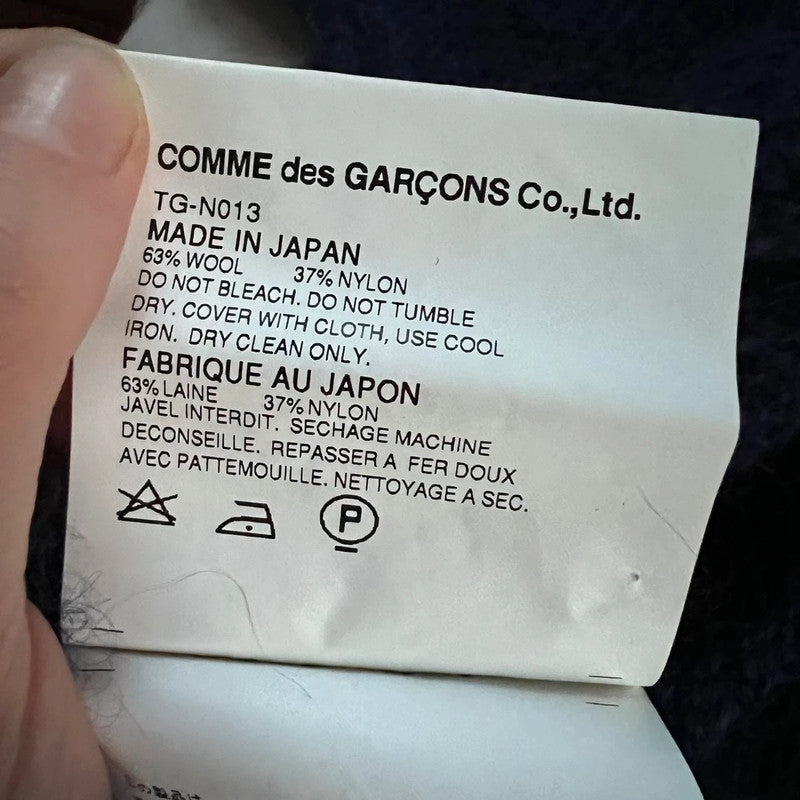 COMME des GARÇONS Co.,Ltd.
TG-N013
MADE IN JAPAN
63% WOOL 37% NYLON
DO NOT BLEACH. DO NOT TUMBLE
DRY. COVER WITH CLOTH, USE COOL
IRON. DRY CLEAN ONLY.
FABRIQUE AU JAPON
63% LAINE 37% NYLON
JAVEL INTERDIT. SECHAGE MACHINE
DECONSEILLE. REPASSER A FER DOUX
AVEC PATTEMOUILLE. NETTOYAGE A SEC.
P